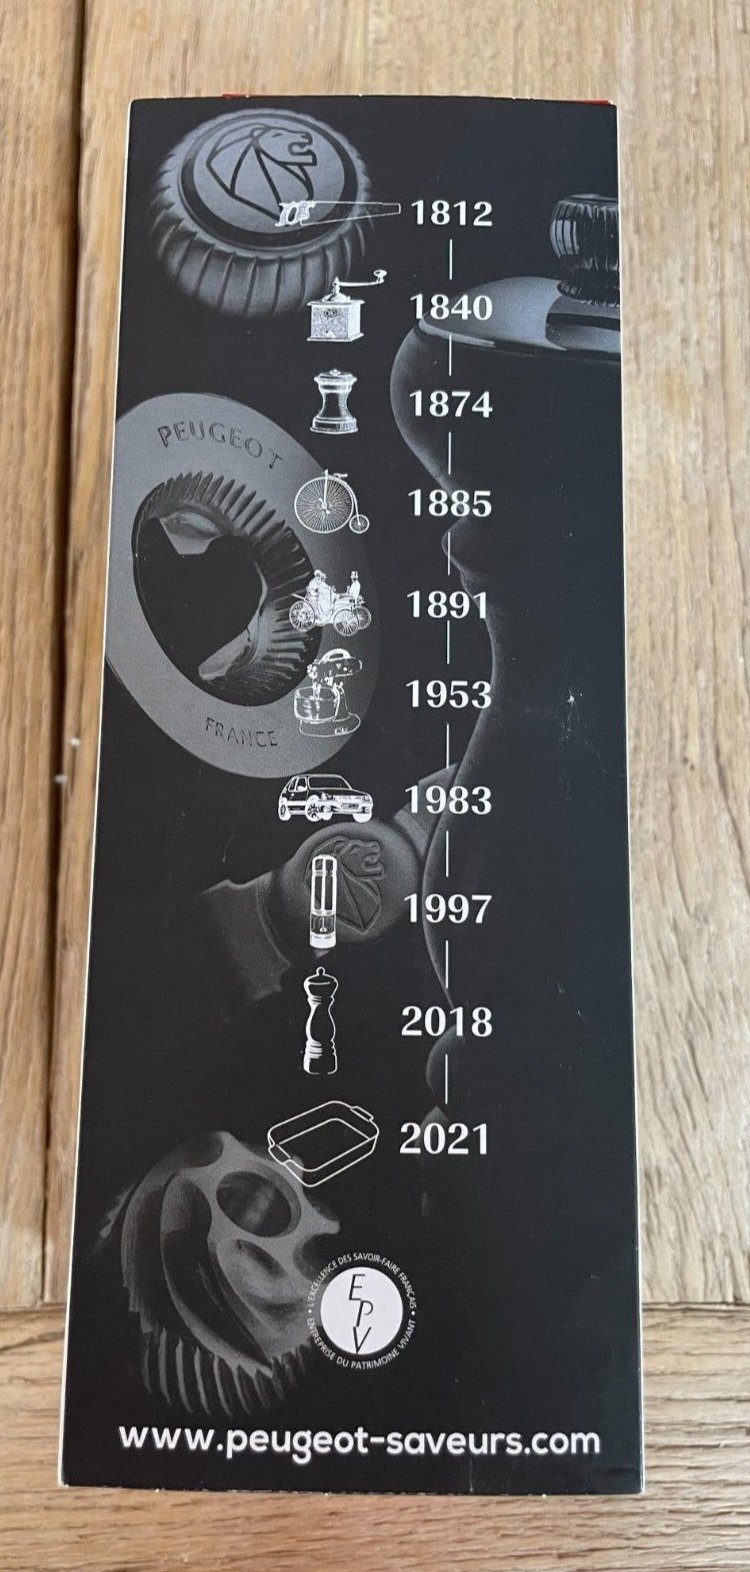 1812
1840
1874
PEUGEOT
1885
1891
1953
FRANCE
1983
1997
2018
2021
• L'EXCELLENCE DES SAVOIR-FAIRE FRANÇAIS •
EPV
ENTREPRISE DU PATRIMOINE VIVANT
www.peugeot-saveurs.com